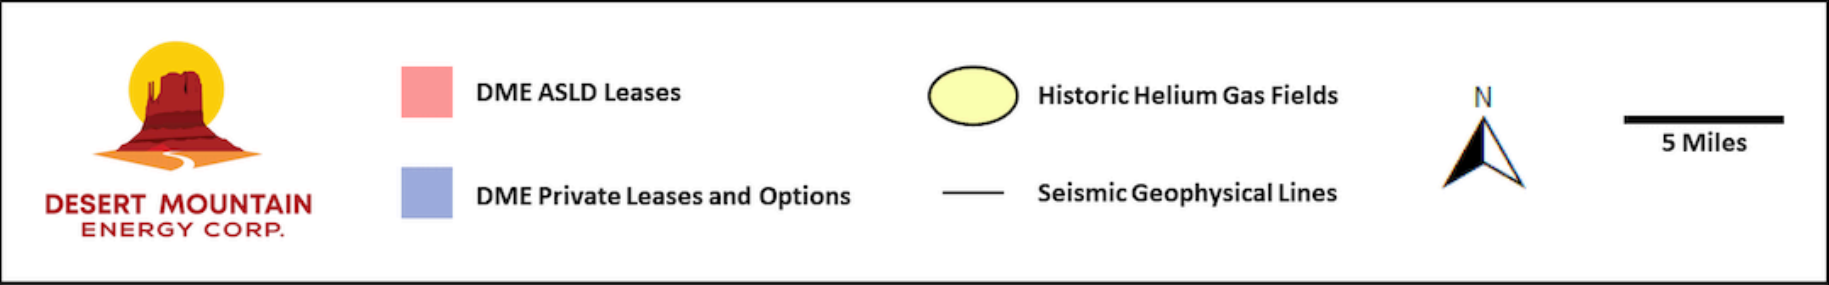 DESERT MOUNTAIN
ENERGY CORP.
DME ASLD Leases
DME Private Leases and Options
Historic Helium Gas Fields
Seismic Geophysical Lines
N
5 Miles